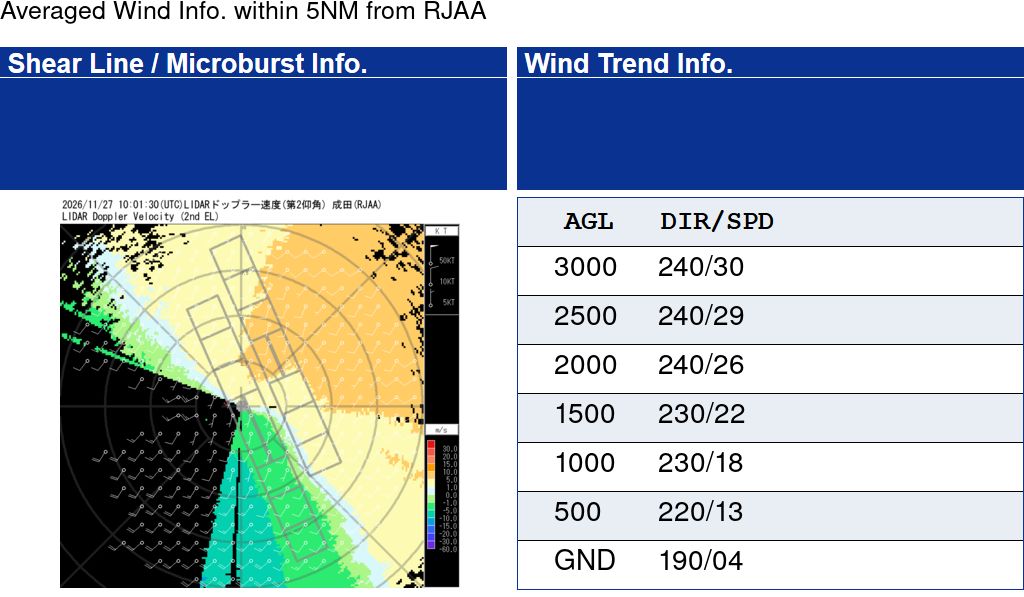 Averaged Wind Info. within 5NM from RJAA
Shear Line / Microburst Info.
Wind Trend Info.
2026/11/27 10:01:30(UTC)LIDARドップラー速度(第2仰角) 成田(RJAA)
LIDAR Doppler Velocity (2nd EL)
K T
50KT
10KT
5KT
m/s
30.0
20.0
15.0
10.0
5.0
1.0
0.0
-1.0
-5.0
-10.0
-15.0
-20.0
-30.0
-60.0
AGL DIR/SPD
3000 240/30
2500 240/29
2000 240/26
1500 230/22
1000 230/18
500 220/13
GND 190/04